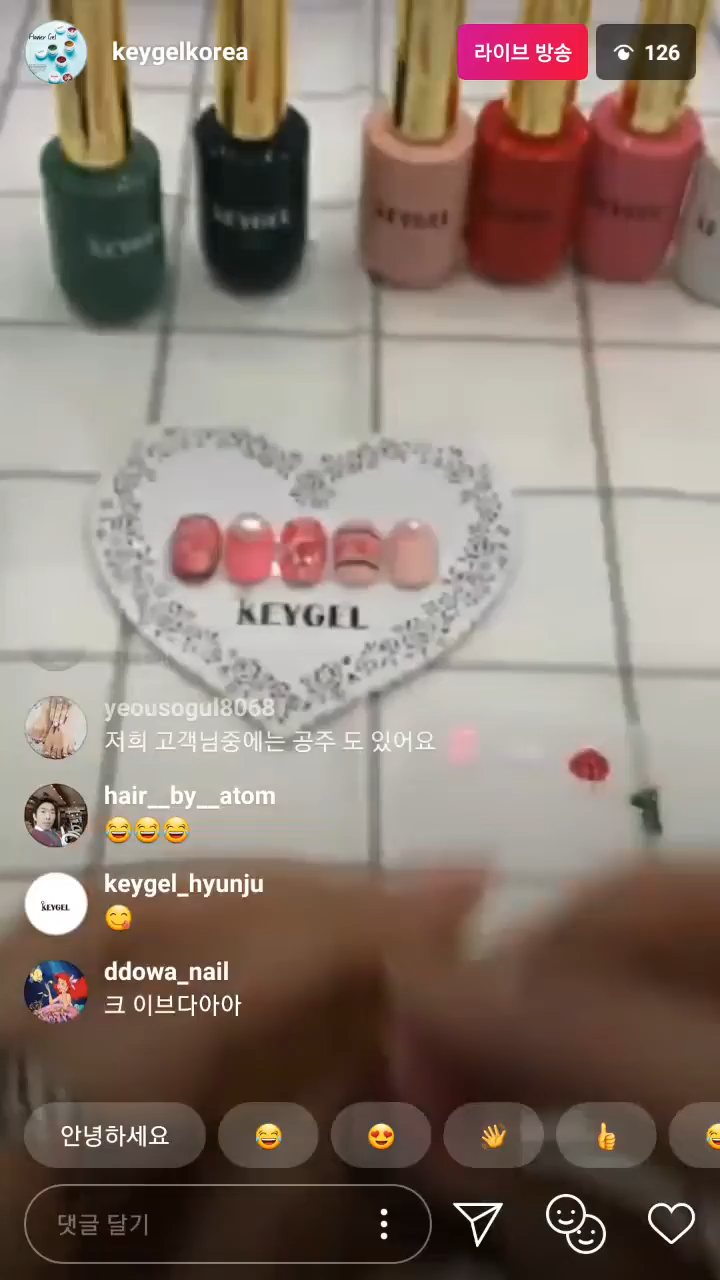 keygelkorea
라이브 방송
126
KEYGEL
KEYGEL
KEYGEL
KEYGEL
yeousogul8068
저희 고객님중에는 공주 도 있어요
hair__by__atom
😂😂😂
keygel_hyunju
😋
ddowa_nail
크 이브다아아
안녕하세요
댓글 달기